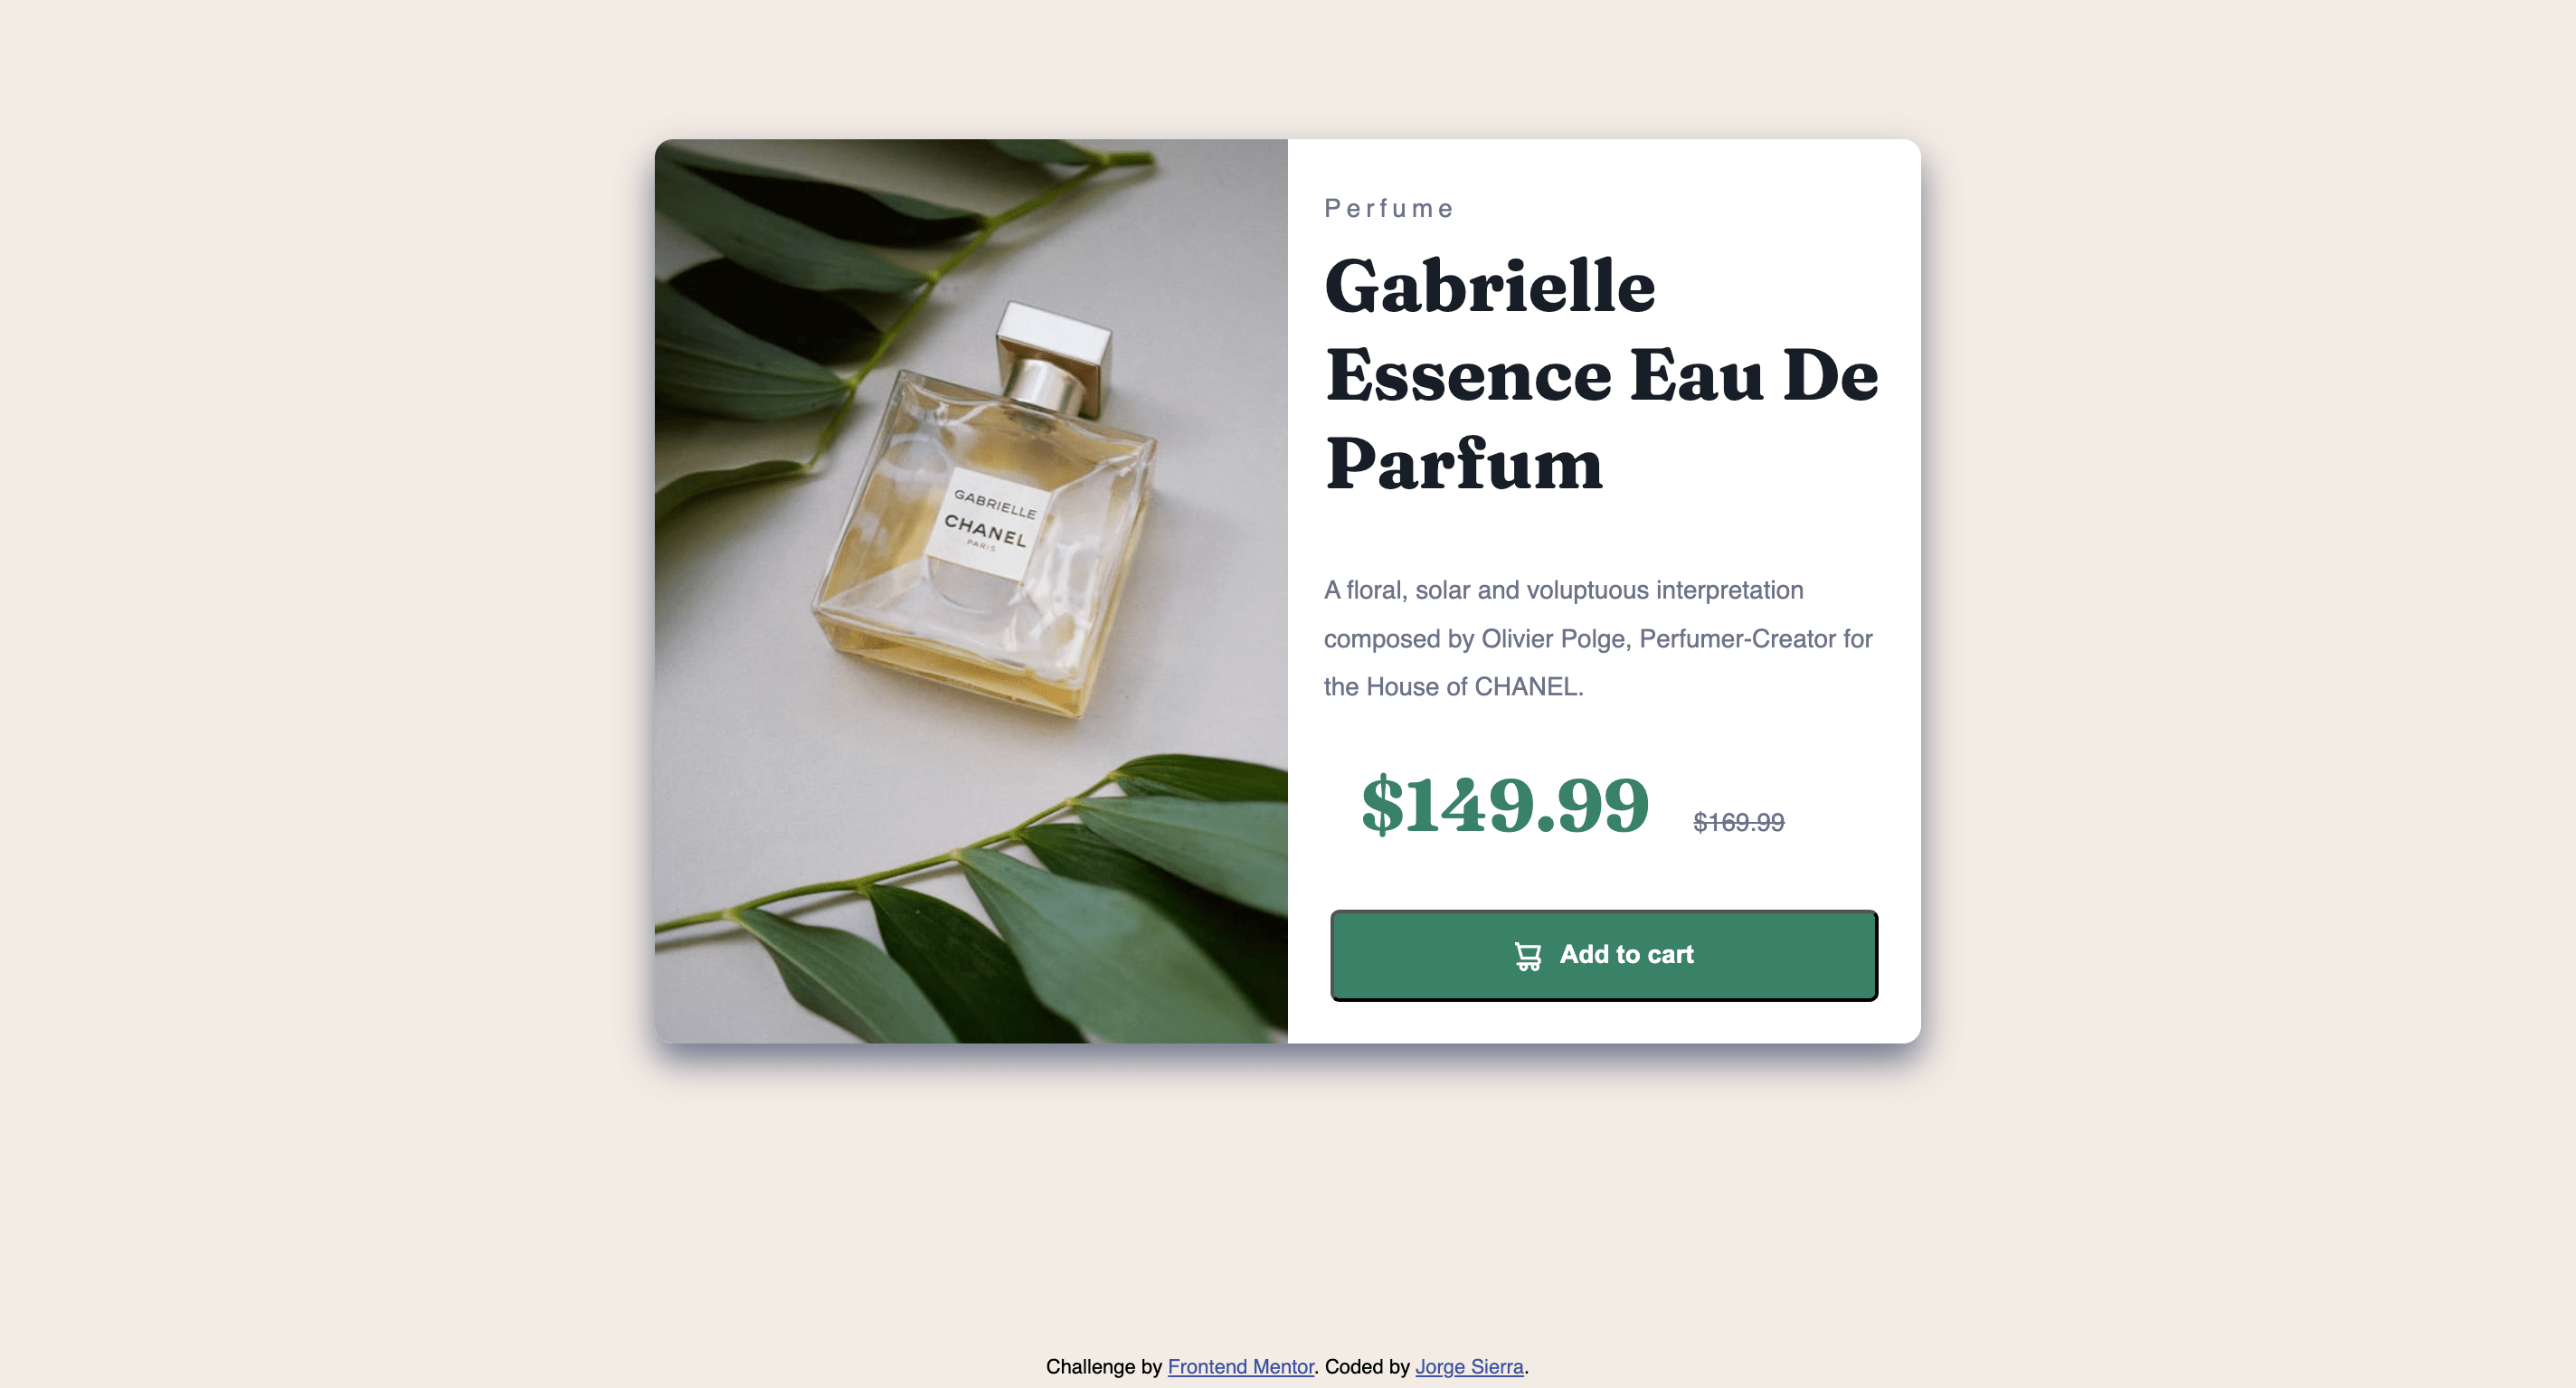 GABRIELLE
CHANEL
PARIS
Perfume
Gabrielle
Essence Eau De
Parfum
A floral, solar and voluptuous interpretation
composed by Olivier Polge, Perfumer-Creator for
the House of CHANEL.
$149.99 $169.99
Add to cart
Challenge by Frontend Mentor. Coded by Jorge Sierra.